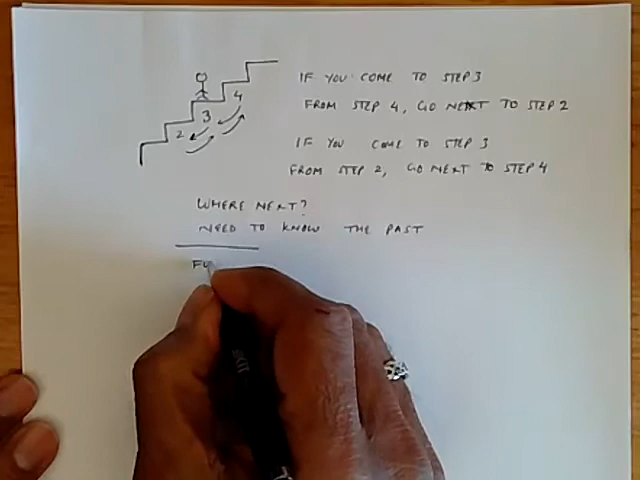 4
3
2
IF YOU COME TO STEP 3
FROM STEP 4, GO NEXT TO STEP 2
IF YOU COME TO STEP 3
FROM STEP 2, GO NEXT TO STEP 4
WHERE NEXT?
NEED TO KNOW THE PAST
FU